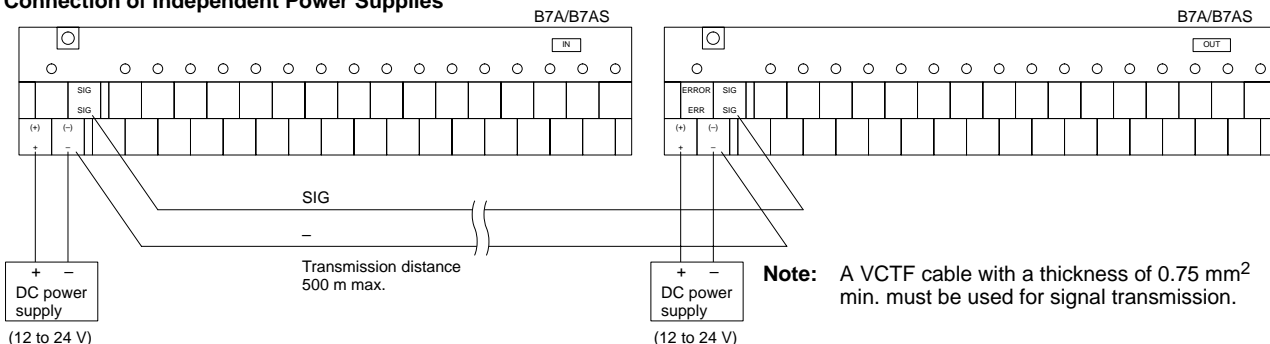 Connection of Independent Power Supplies
B7A/B7AS
B7A/B7AS
IN
OUT
SIG
ERROR SIG
SIG
ERR SIG
(+) (–)
(+) (–)
+ –
+ –
SIG
–
Transmission distance
500 m max.
+ –
DC power
supply
(12 to 24 V)
+ –
DC power
supply
(12 to 24 V)
Note: A VCTF cable with a thickness of 0.75 mm2
min. must be used for signal transmission.